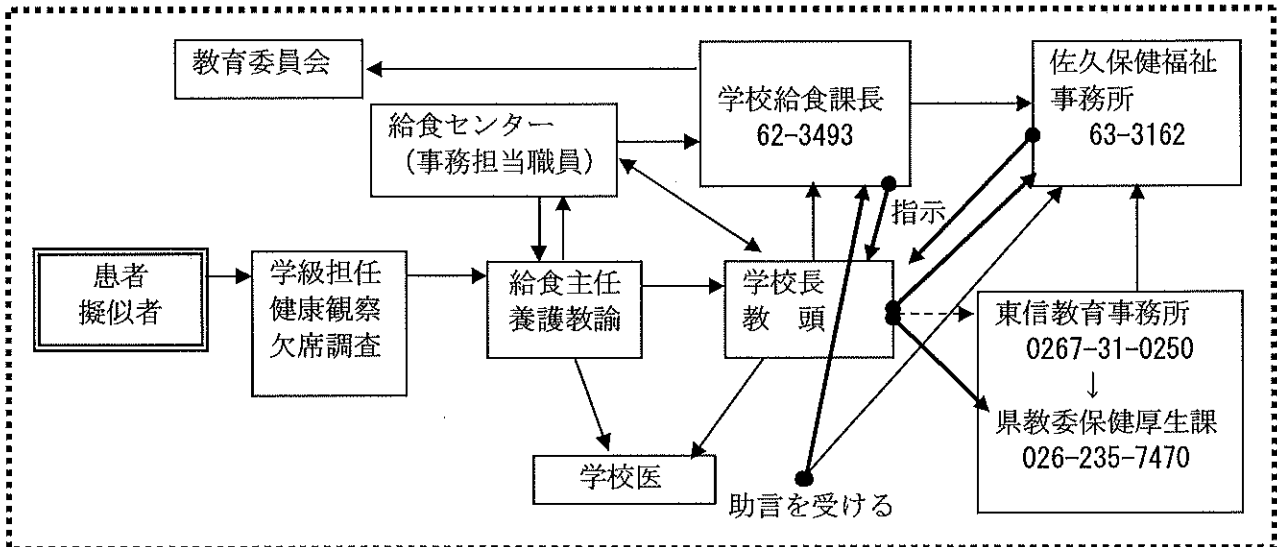 教育委員会
学校給食課長
62-3493
佐久保健福祉
事務所
63-3162
給食センター
(事務担当職員)
指示
患者
擬似者
学級担任
健康観察
欠席調査
給食主任
養護教諭
学校長
教　頭
東信教育事務所
0267-31-0250
↓
県教委保健厚生課
026-235-7470
学校医
助言を受ける